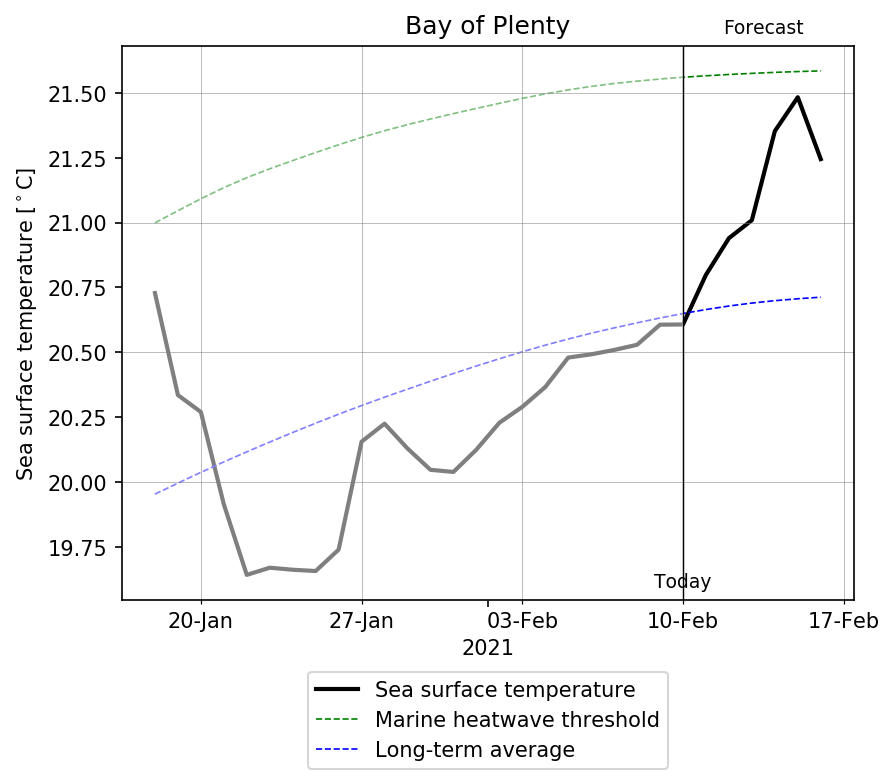 Bay of Plenty
Forecast
Sea surface temperature [°C]
21.50
21.25
21.00
20.75
20.50
20.25
20.00
19.75
Today
20-Jan
27-Jan
03-Feb
10-Feb
17-Feb
2021
Sea surface temperature
Marine heatwave threshold
Long-term average